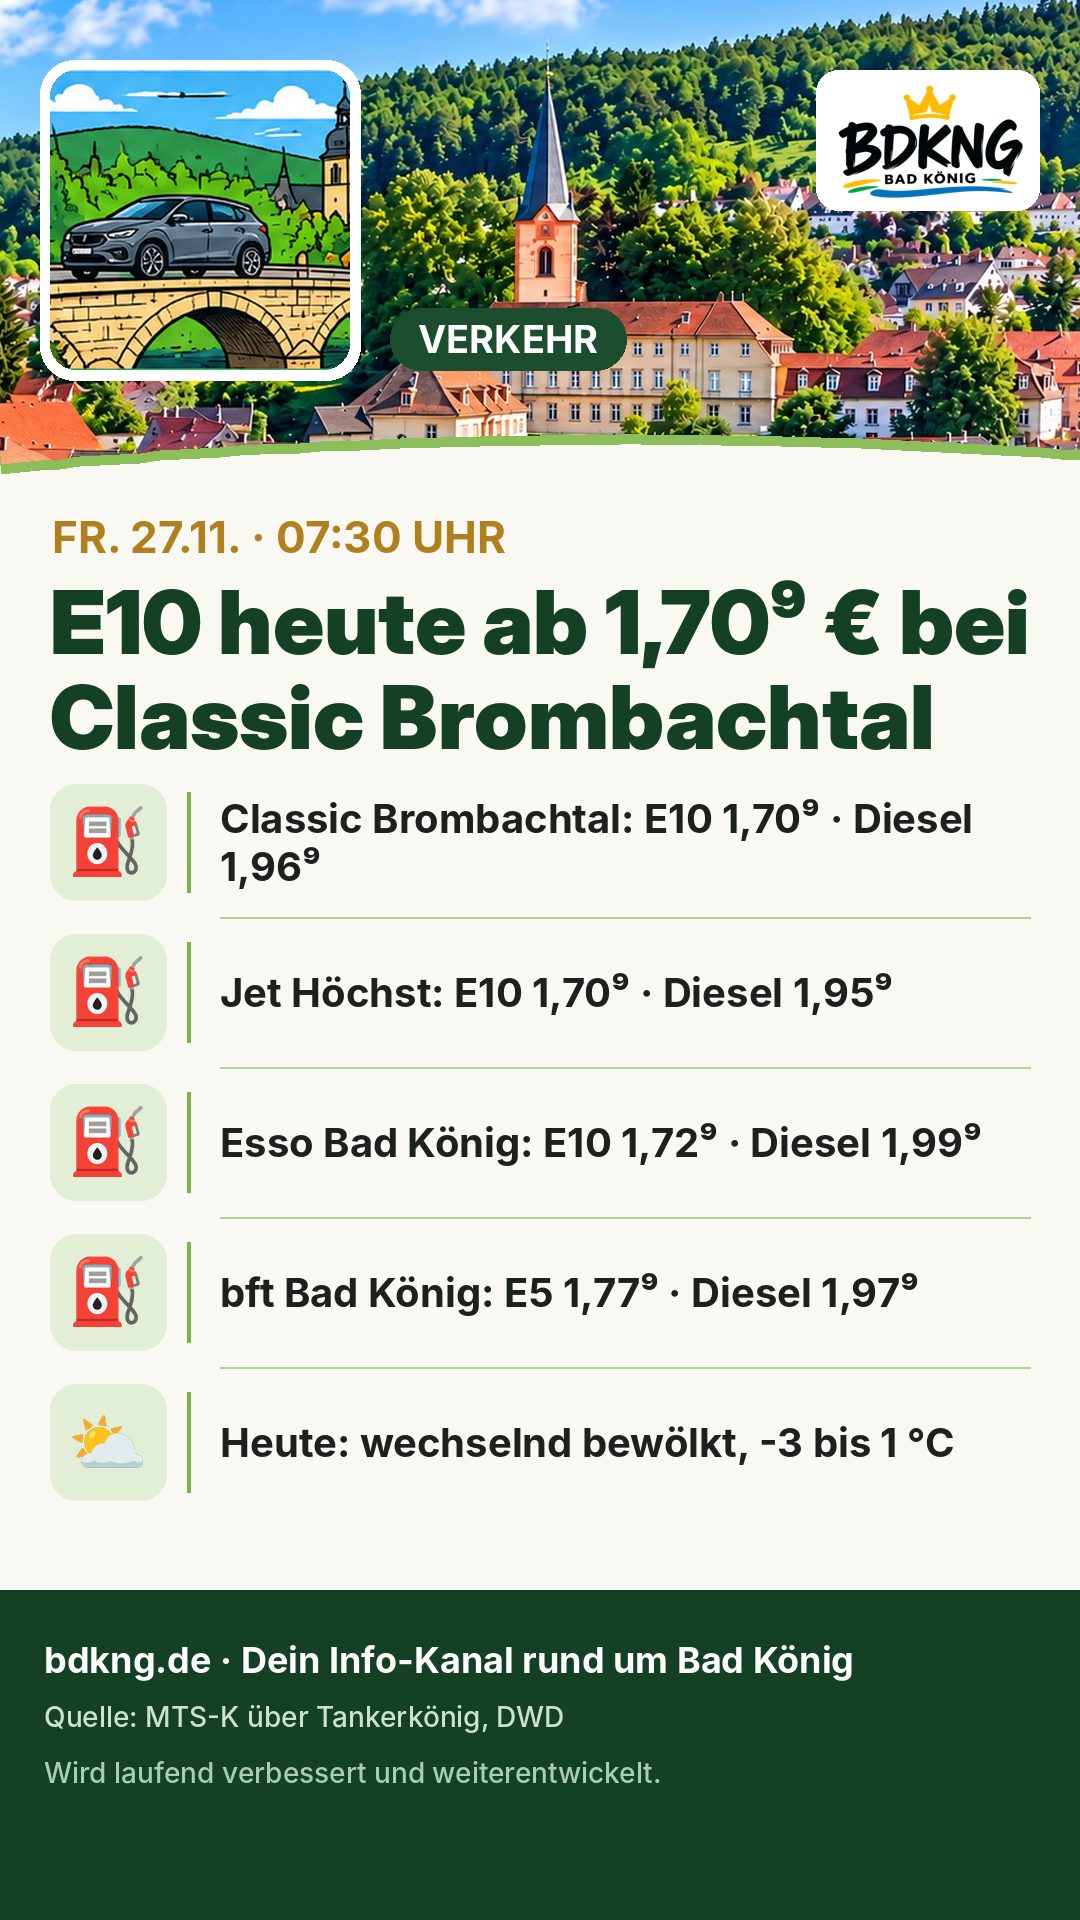 BDKNG
BAD KÖNIG
VERKEHR
FR. 27.11. · 07:30 UHR
E10 heute ab 1,70⁹ € bei
Classic Brombachtal
Classic Brombachtal: E10 1,70⁹ · Diesel
1,96⁹
Jet Höchst: E10 1,70⁹ · Diesel 1,95⁹
Esso Bad König: E10 1,72⁹ · Diesel 1,99⁹
bft Bad König: E5 1,77⁹ · Diesel 1,97⁹
Heute: wechselnd bewölkt, -3 bis 1 °C
bdkng.de · Dein Info-Kanal rund um Bad König
Quelle: MTS-K über Tankerkönig, DWD
Wird laufend verbessert und weiterentwickelt.